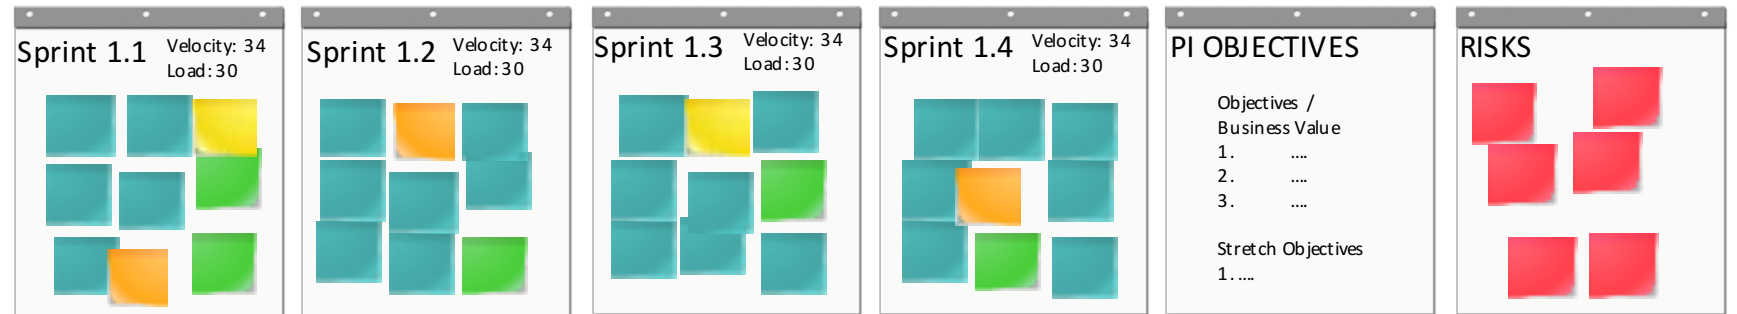 Sprint 1.1
Velocity: 34
Load: 30
Sprint 1.2
Velocity: 34
Load: 30
Sprint 1.3
Velocity: 34
Load: 30
Sprint 1.4
Velocity: 34
Load: 30
PI OBJECTIVES
Objectives /
Business Value
1. ....
2. ....
3. ....
Stretch Objectives
1. ....
RISKS